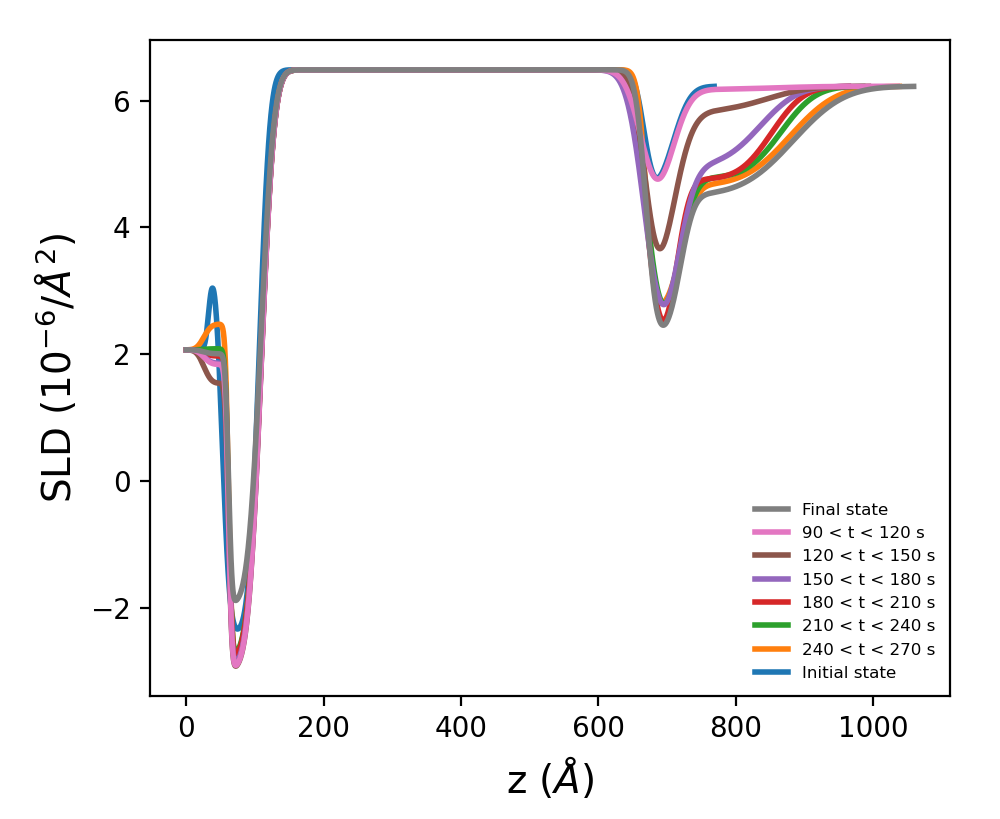 SLD (10⁻⁶/Å²)
6
4
2
0
−2
0 200 400 600 800 1000
z (Å)
Final state
90 < t < 120 s
120 < t < 150 s
150 < t < 180 s
180 < t < 210 s
210 < t < 240 s
240 < t < 270 s
Initial state